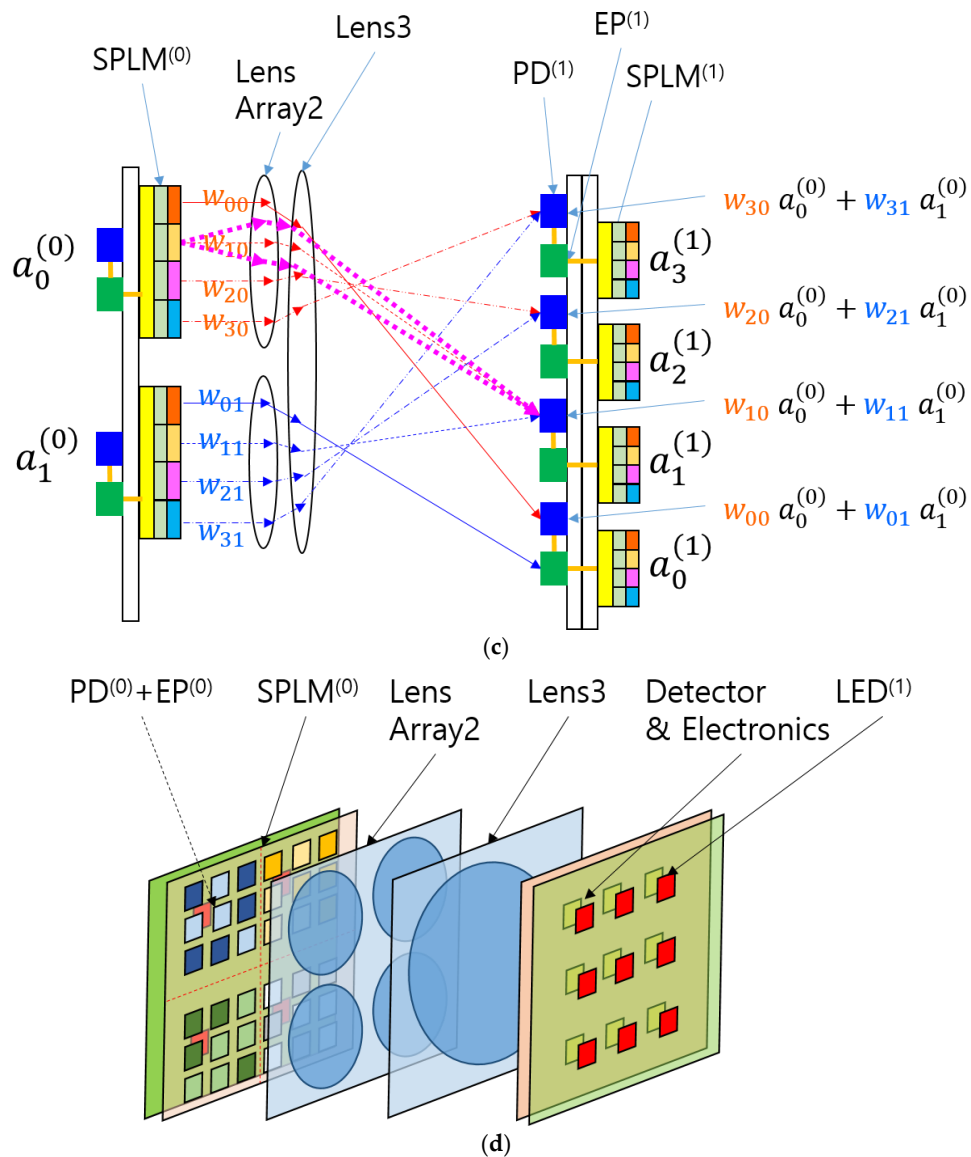 Lens3
EP⁽¹⁾
SPLM⁽⁰⁾
Lens
Array2
PD⁽¹⁾
SPLM⁽¹⁾
w₀₀
w₁₀
w₂₀
w₃₀
a₀⁽⁰⁾
w₀₁
w₁₁
w₂₁
w₃₁
a₁⁽⁰⁾
w₃₀ a₀⁽⁰⁾ + w₃₁ a₁⁽⁰⁾
a₃⁽¹⁾
w₂₀ a₀⁽⁰⁾ + w₂₁ a₁⁽⁰⁾
a₂⁽¹⁾
w₁₀ a₀⁽⁰⁾ + w₁₁ a₁⁽⁰⁾
a₁⁽¹⁾
w₀₀ a₀⁽⁰⁾ + w₀₁ a₁⁽⁰⁾
a₀⁽¹⁾
(c)
PD⁽⁰⁾+EP⁽⁰⁾
SPLM⁽⁰⁾
Lens
Array2
Lens3
Detector
& Electronics
LED⁽¹⁾
(d)